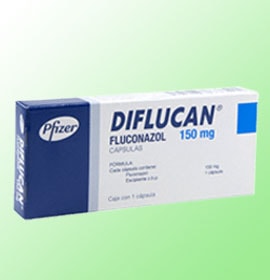 Pfizer
DIFLUCAN®
FLUCONAZOL 150 mg
CAPSULAS
FÓRMULA:
Cada cápsula contiene:
Fluconazol 150 mg
Excipiente c.b.p. 1 cápsula
Caja con 1 cápsula
DIFLUCAN